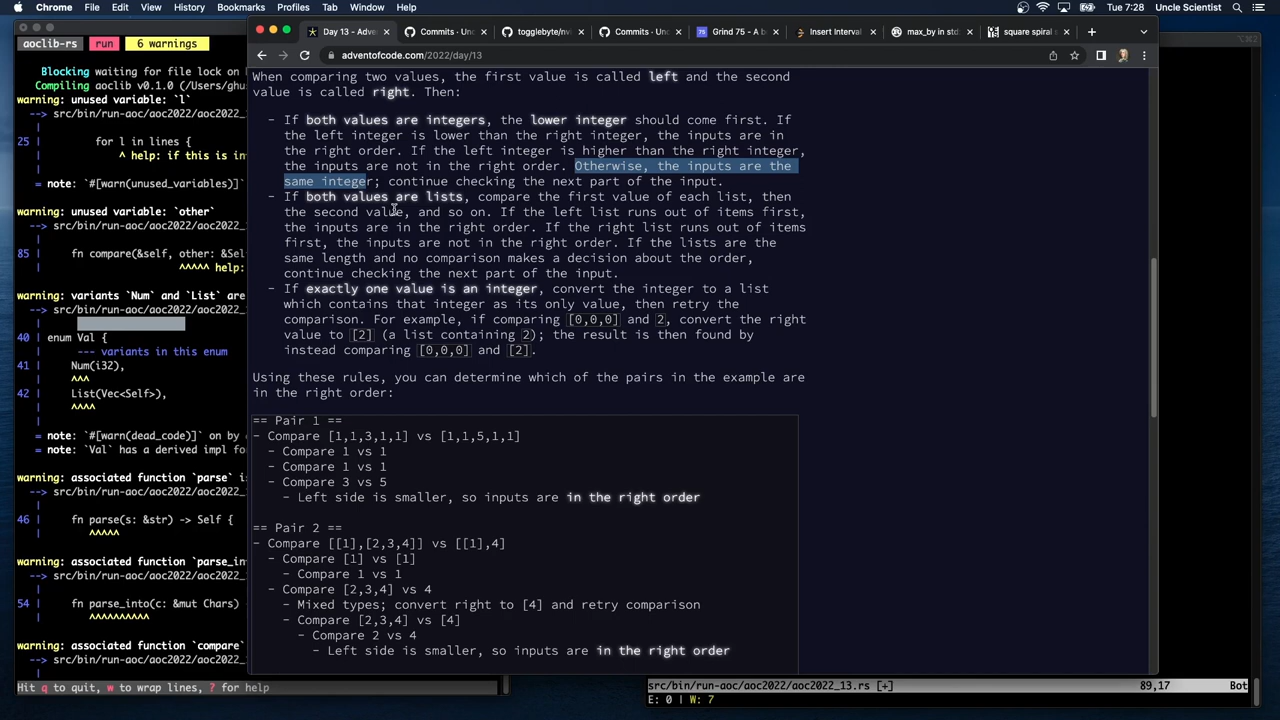 Chrome File Edit View History Bookmarks Profiles Tab Window Help Tue 7:28 Uncle Scientist
Day 13 - Adve Commits · togglebyte/nvi Commits · Grind 75 - A b Insert Interval max_by in std square spiral s
adventofcode.com/2022/day/13
aoclib-rs run 6 warnings
Blocking waiting for file lock on
Compiling aoclib v0.1.0 (/Users/ghu
warning: unused variable: `l`
--> src/bin/run-aoc/aoc2022/aoc2022_
|
25 | for l in lines {
| ^ help: if this is in
|
= note: `#[warn(unused_variables)]`
warning: unused variable: `other`
--> src/bin/run-aoc/aoc2022/aoc2022_
|
85 | fn compare(&self, other: &Sel
| ^^^^^ help:
warning: variants `Num` and `List` are
--> src/bin/run-aoc/aoc2022/aoc2022_
|
40 | enum Val {
| --- variants in this enum
41 | Num(i32),
| ^^^
42 | List(Vec<Self>),
| ^^^^
|
= note: `#[warn(dead_code)]` on by d
= note: `Val` has a derived impl for
warning: associated function `parse` i
--> src/bin/run-aoc/aoc2022/aoc2022_
|
46 | fn parse(s: &str) -> Self {
| ^^^^^
warning: associated function `parse_in
--> src/bin/run-aoc/aoc2022/aoc2022_
|
54 | fn parse_into(c: &mut Chars)
| ^^^^^^^^^^
warning: associated function `compare`
--> src/bin/run-aoc/aoc2022/aoc2022_
Hit q to quit, w to wrap lines, ? for help
When comparing two values, the first value is called left and the second
value is called right. Then:
- If both values are integers, the lower integer should come first. If
the left integer is lower than the right integer, the inputs are in
the right order. If the left integer is higher than the right integer,
the inputs are not in the right order. Otherwise, the inputs are the
same integer; continue checking the next part of the input.
- If both values are lists, compare the first value of each list, then
the second value, and so on. If the left list runs out of items first,
the inputs are in the right order. If the right list runs out of items
first, the inputs are not in the right order. If the lists are the
same length and no comparison makes a decision about the order,
continue checking the next part of the input.
- If exactly one value is an integer, convert the integer to a list
which contains that integer as its only value, then retry the
comparison. For example, if comparing [0,0,0] and 2, convert the right
value to [2] (a list containing 2); the result is then found by
instead comparing [0,0,0] and [2].
Using these rules, you can determine which of the pairs in the example are
in the right order:
== Pair 1 ==
- Compare [1,1,3,1,1] vs [1,1,5,1,1]
- Compare 1 vs 1
- Compare 1 vs 1
- Compare 3 vs 5
- Left side is smaller, so inputs are in the right order
== Pair 2 ==
- Compare [[1],[2,3,4]] vs [[1],4]
- Compare [1] vs [1]
- Compare 1 vs 1
- Compare [2,3,4] vs 4
- Mixed types; convert right to [4] and retry comparison
- Compare [2,3,4] vs [4]
- Compare 2 vs 4
- Left side is smaller, so inputs are in the right order
src/bin/run-aoc/aoc2022/aoc2022_13.rs [+] 89,17 Bot
E: 0 | W: 7